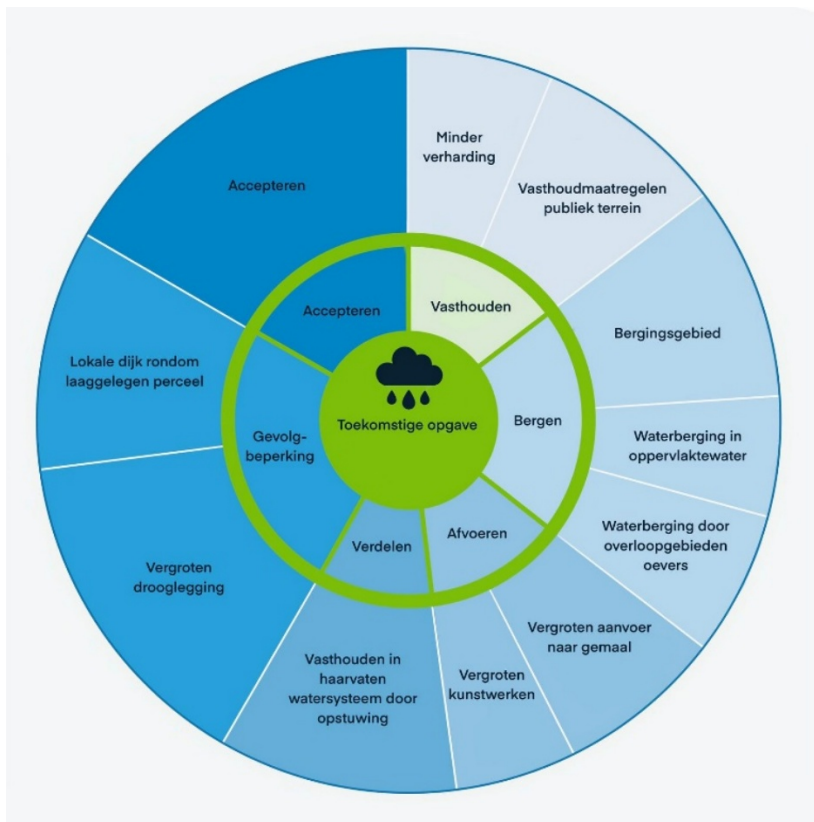 Minder
verharding
Vasthoudmaatregelen
publiek terrein
Bergingsgebied
Waterberging in
oppervlaktewater
Waterberging door
overloopgebieden
oevers
Vergroten aanvoer
naar gemaal
Vergroten
kunstwerken
Vasthouden in
haarvaten
watersysteem door
opstuwing
Vergroten
drooglegging
Lokale dijk rondom
laaggelegen perceel
Accepteren
Accepteren
Vasthouden
Bergen
Afvoeren
Verdelen
Gevolg-
beperking
Toekomstige opgave